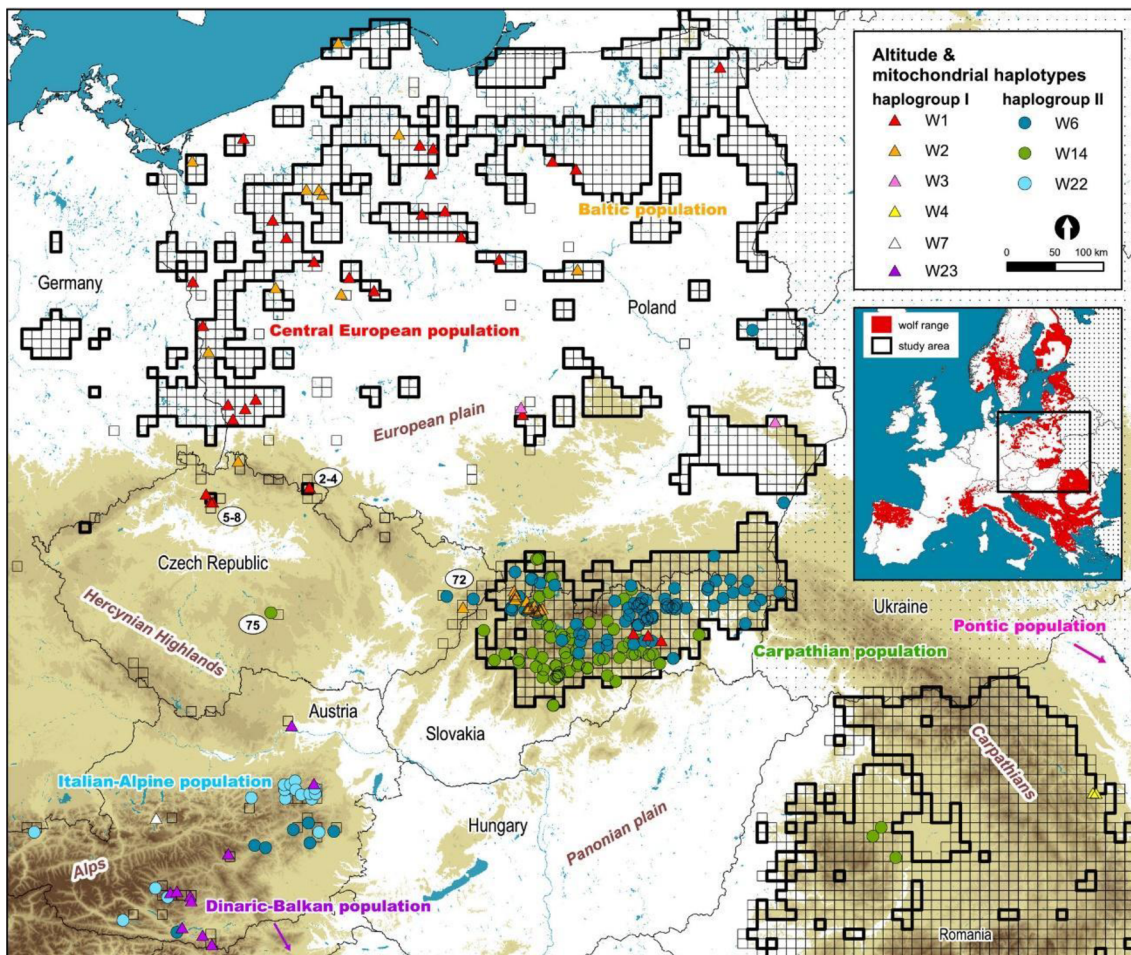 Altitude &
mitochondrial haplotypes
haplogroup I
haplogroup II
W1
W6
W2
W14
W3
W22
W4
W7
W23
0 50 100 km
wolf range
study area
Baltic population
Germany
Poland
Central European population
European plain
2-4
5-8
Czech Republic
72
Hercynian Highlands
75
Ukraine
Pontic population
Carpathian population
Austria
Slovakia
Italian-Alpine population
Carpathians
Hungary
Panonian plain
Alps
Dinaric-Balkan population
Romania